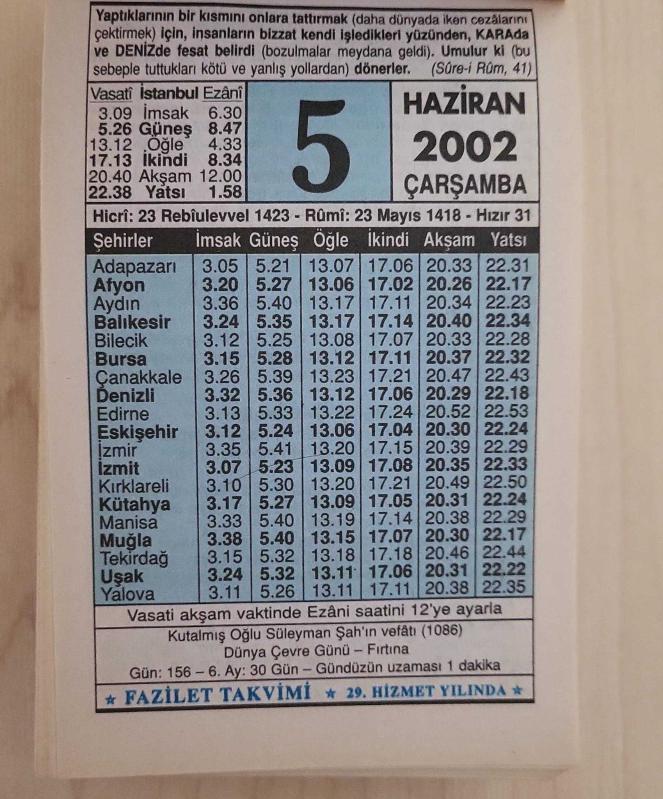 Yaptıklarının bir kısmını onlara tattırmak (daha dünyada iken cezâlarını
çektirmek) için, insanların bizzat kendi işledikleri yüzünden, KARAda
ve DENİZde fesat belirdi (bozulmalar meydana geldi). Umulur ki (bu
sebeple tuttukları kötü ve yanlış yollardan) dönerler. (Sûre-i Rûm, 41)
Vasatî İstanbul Ezânî
3.09 İmsak 6.30
5.26 Güneş 8.47
13.12 Öğle 4.33
17.13 İkindi 8.34
20.40 Akşam 12.00
22.38 Yatsı 1.58
5
HAZİRAN
2002
ÇARŞAMBA
Hicrî: 23 Rebîulevvel 1423 - Rûmî: 23 Mayıs 1418 - Hızır 31
Şehirler İmsak Güneş Öğle İkindi Akşam Yatsı
Adapazarı 3.05 5.21 13.07 17.06 20.33 22.31
Afyon 3.20 5.27 13.06 17.02 20.26 22.17
Aydın 3.36 5.40 13.17 17.11 20.34 22.23
Balıkesir 3.24 5.35 13.17 17.14 20.40 22.34
Bilecik 3.12 5.25 13.08 17.07 20.33 22.28
Bursa 3.15 5.28 13.12 17.11 20.37 22.32
Çanakkale 3.26 5.39 13.23 17.21 20.47 22.43
Denizli 3.32 5.36 13.12 17.06 20.29 22.18
Edirne 3.13 5.33 13.22 17.24 20.52 22.53
Eskişehir 3.12 5.24 13.06 17.04 20.30 22.24
İzmir 3.35 5.41 13.20 17.15 20.39 22.29
İzmit 3.07 5.23 13.09 17.08 20.35 22.33
Kırklareli 3.10 5.30 13.20 17.21 20.49 22.50
Kütahya 3.17 5.27 13.09 17.05 20.31 22.24
Manisa 3.33 5.40 13.19 17.14 20.38 22.29
Muğla 3.38 5.40 13.15 17.07 20.30 22.17
Tekirdağ 3.15 5.32 13.18 17.18 20.46 22.44
Uşak 3.24 5.32 13.11 17.06 20.31 22.22
Yalova 3.11 5.26 13.11 17.11 20.38 22.35
Vasati akşam vaktinde Ezâni saatini 12'ye ayarla
Kutalmış Oğlu Süleyman Şah'ın vefâtı (1086)
Dünya Çevre Günü – Fırtına
Gün: 156 – 6. Ay: 30 Gün – Gündüzün uzaması 1 dakika
★ FAZİLET TAKVİMİ ★ 29. HİZMET YILINDA ★